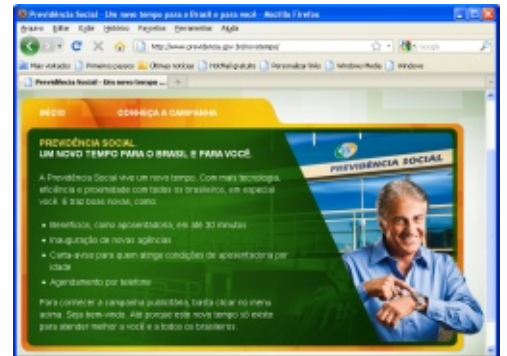 Previdência Social - Um novo tempo para o Brasil e para você - Mozilla Firefox
Arquivo Editar Exibir Histórico Favoritos Ferramentas Ajuda
http://www.previdencia.gov.br/novotempo/
Google
Mais visitados Primeiros passos Últimas notícias Hotmail gratuito Personalizar links Windows Media Windows
Previdência Social - Um novo tempo ...
INÍCIO CONHEÇA A CAMPANHA
PREVIDÊNCIA SOCIAL.
UM NOVO TEMPO PARA O BRASIL E PARA VOCÊ.
PREVIDÊNCIA SOCIAL
A Previdência Social vive um novo tempo. Com mais tecnologia,
eficiência e proximidade com todos os brasileiros, em especial
você. E traz boas novas, como:
• Benefícios, como aposentadoria, em até 30 minutos
• Inauguração de novas agências
• Carta-aviso para quem atinge condições de aposentadoria por
idade
• Agendamento por telefone
Para conhecer a campanha publicitária, basta clicar no menu
acima. Seja bem-vindo. Até porque este novo tempo só existe
para atender melhor a você e a todos os brasileiros.